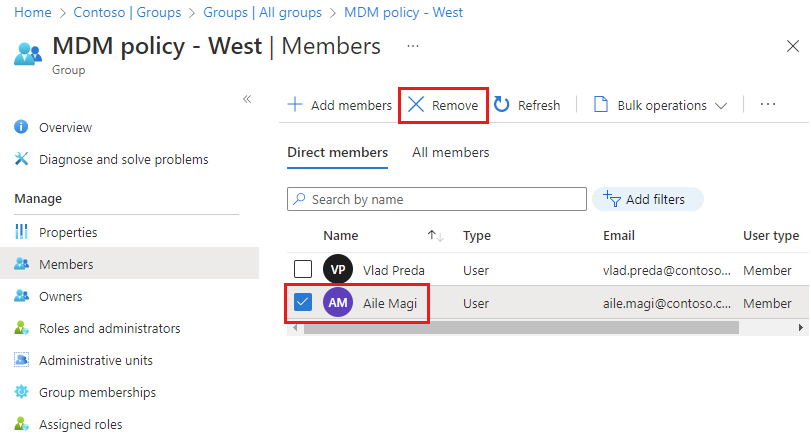 Home > Contoso | Groups > Groups | All groups > MDM policy - West
MDM policy - West | Members ...
Group
« 
Add members Remove Refresh Bulk operations ...
Overview
Diagnose and solve problems
Direct members All members
Manage
Search by name Add filters
Properties
Name Type Email User type
Members
VP Vlad Preda User vlad.preda@contoso... Member
Owners
AM Aile Magi User aile.magi@contoso.c... Member
Roles and administrators
Administrative units
Group memberships
Assigned roles